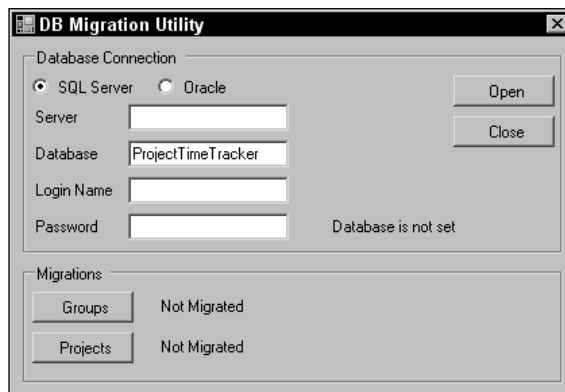 DB Migration Utility
Database Connection
SQL Server Oracle
Open
Server
Database ProjectTimeTracker
Close
Login Name
Password Database is not set
Migrations
Groups Not Migrated
Projects Not Migrated